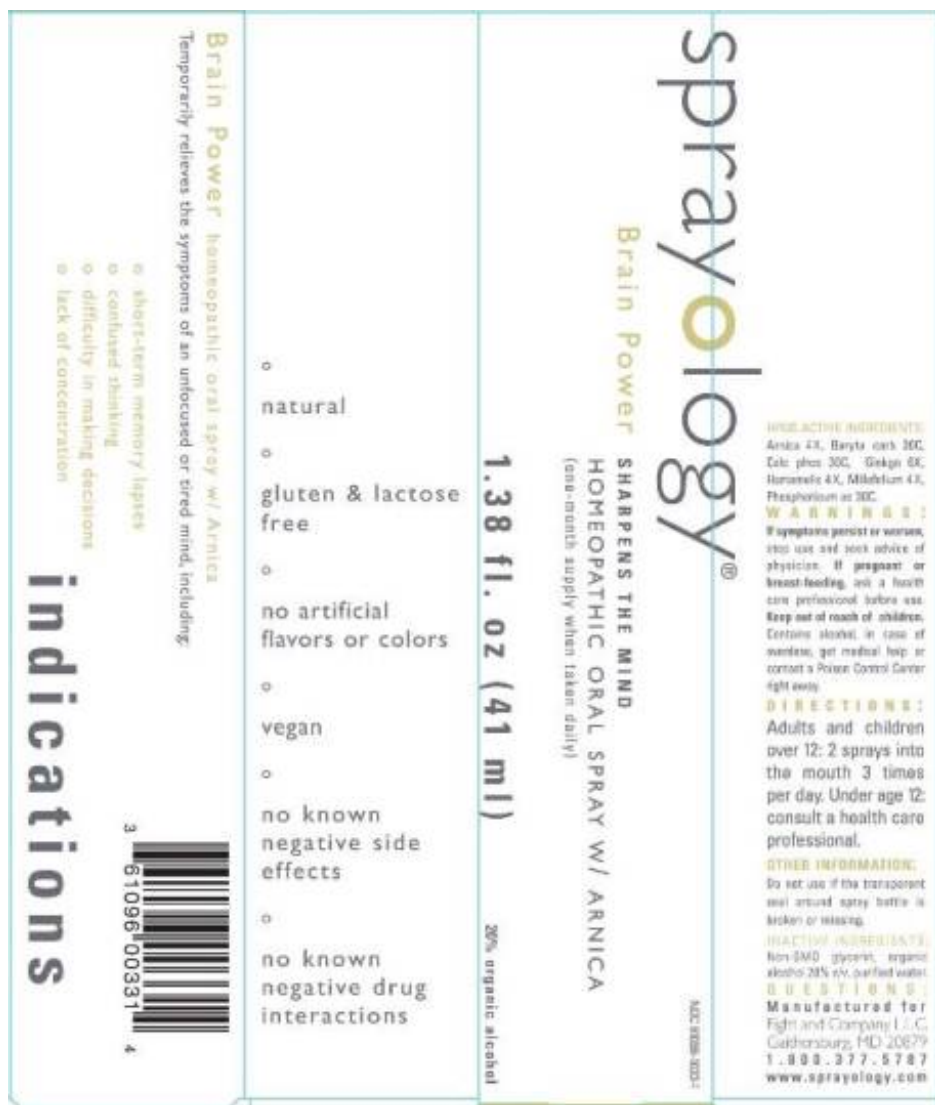 sprayology®
Brain Power
SHARPENS THE MIND
HOMEOPATHIC ORAL SPRAY W/ ARNICA
(one-month supply when taken daily)
1.38 fl. oz (41 ml)
20% organic alcohol
natural
gluten & lactose
free
no artificial
flavors or colors
vegan
no known
negative side
effects
no known
negative drug
interactions
indications
Brain Power homeopathic oral spray w/ Arnica
Temporarily relieves the symptoms of an unfocused or tired mind, including:
short-term memory lapses
confused thinking
difficulty in making decisions
lack of concentration
3 61096 00331 4
ACTIVE INGREDIENTS:
Arnica 4X, Baryta carb 30C,
Calc phos 30C, Ginkgo 6X,
Hamamelis 4X, Millefolium 4X,
Phosphoricum ac 30C.
WARNINGS:
If symptoms persist or worsen,
stop use and seek advice of
physician. If pregnant or
breast-feeding, ask a health
care professional before use.
Keep out of reach of children.
Contains alcohol, in case of
overdose, get medical help or
contact a Poison Control Center
right away.
DIRECTIONS:
Adults and children
over 12: 2 sprays into
the mouth 3 times
per day. Under age 12:
consult a health care
professional.
OTHER INFORMATION:
Do not use if the transparent
seal around spray bottle is
broken or missing.
INACTIVE INGREDIENTS:
Non-GMO glycerin, organic
alcohol 20% v/v, purified water.
QUESTIONS:
Manufactured for
Eight and Company L.L.C.
Gaithersburg, MD 20879
1.800.377.5787
www.sprayology.com